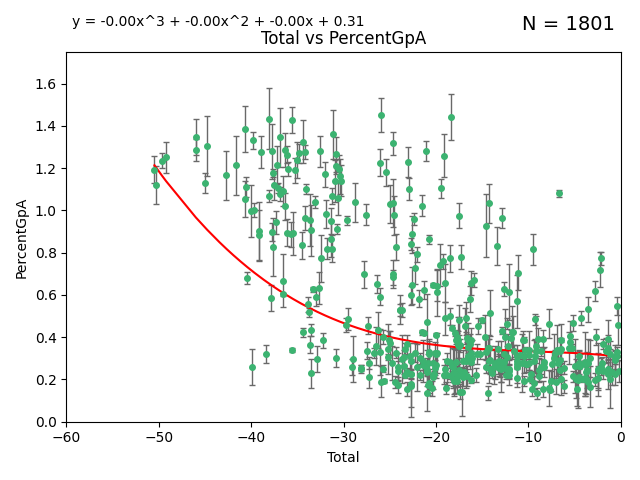 y = -0.00x^3 + -0.00x^2 + -0.00x + 0.31
N = 1801
Total vs PercentGpA
1.6
1.4
1.2
1.0
0.8
0.6
0.4
0.2
0.0
PercentGpA
−60 −50 −40 −30 −20 −10 0
Total